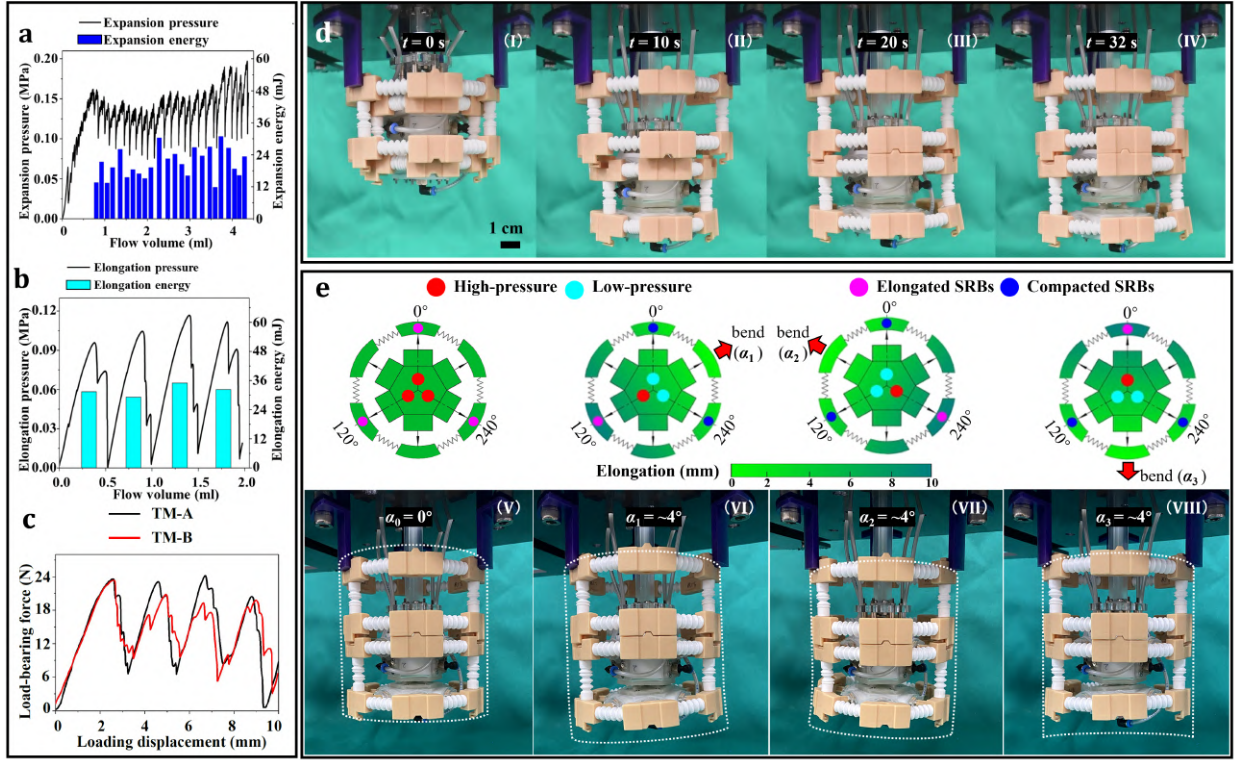 a
Expansion pressure
Expansion energy
Expansion pressure (MPa)
0.20
0.15
0.10
0.05
0.00
60
48
36
24
12
0
Expansion energy (mJ)
0 1 2 3 4
Flow volume (ml)
b
Elongation pressure
Elongation energy
Elongation pressure (MPa)
0.12
0.09
0.06
0.03
0.00
60
48
36
24
12
0
Elongation energy (mJ)
0.0 0.5 1.0 1.5 2.0
Flow volume (ml)
c
TM-A
TM-B
Load-bearing force (N)
24
18
12
6
0
0 2 4 6 8 10
Loading displacement (mm)
d
t = 0 s (I)
t = 10 s (II)
t = 20 s (III)
t = 32 s (IV)
1 cm
e
High-pressure Low-pressure Elongated SRBs Compacted SRBs
0° 0° 0° 0°
bend (α1)
bend (α2)
120° 240° 120° 240° 120° 240° 120° 240°
bend (α3)
Elongation (mm)
0 2 4 6 8 10
α0 = 0° (V)
α1 = ~4° (VI)
α2 = ~4° (VII)
α3 = ~4° (VIII)